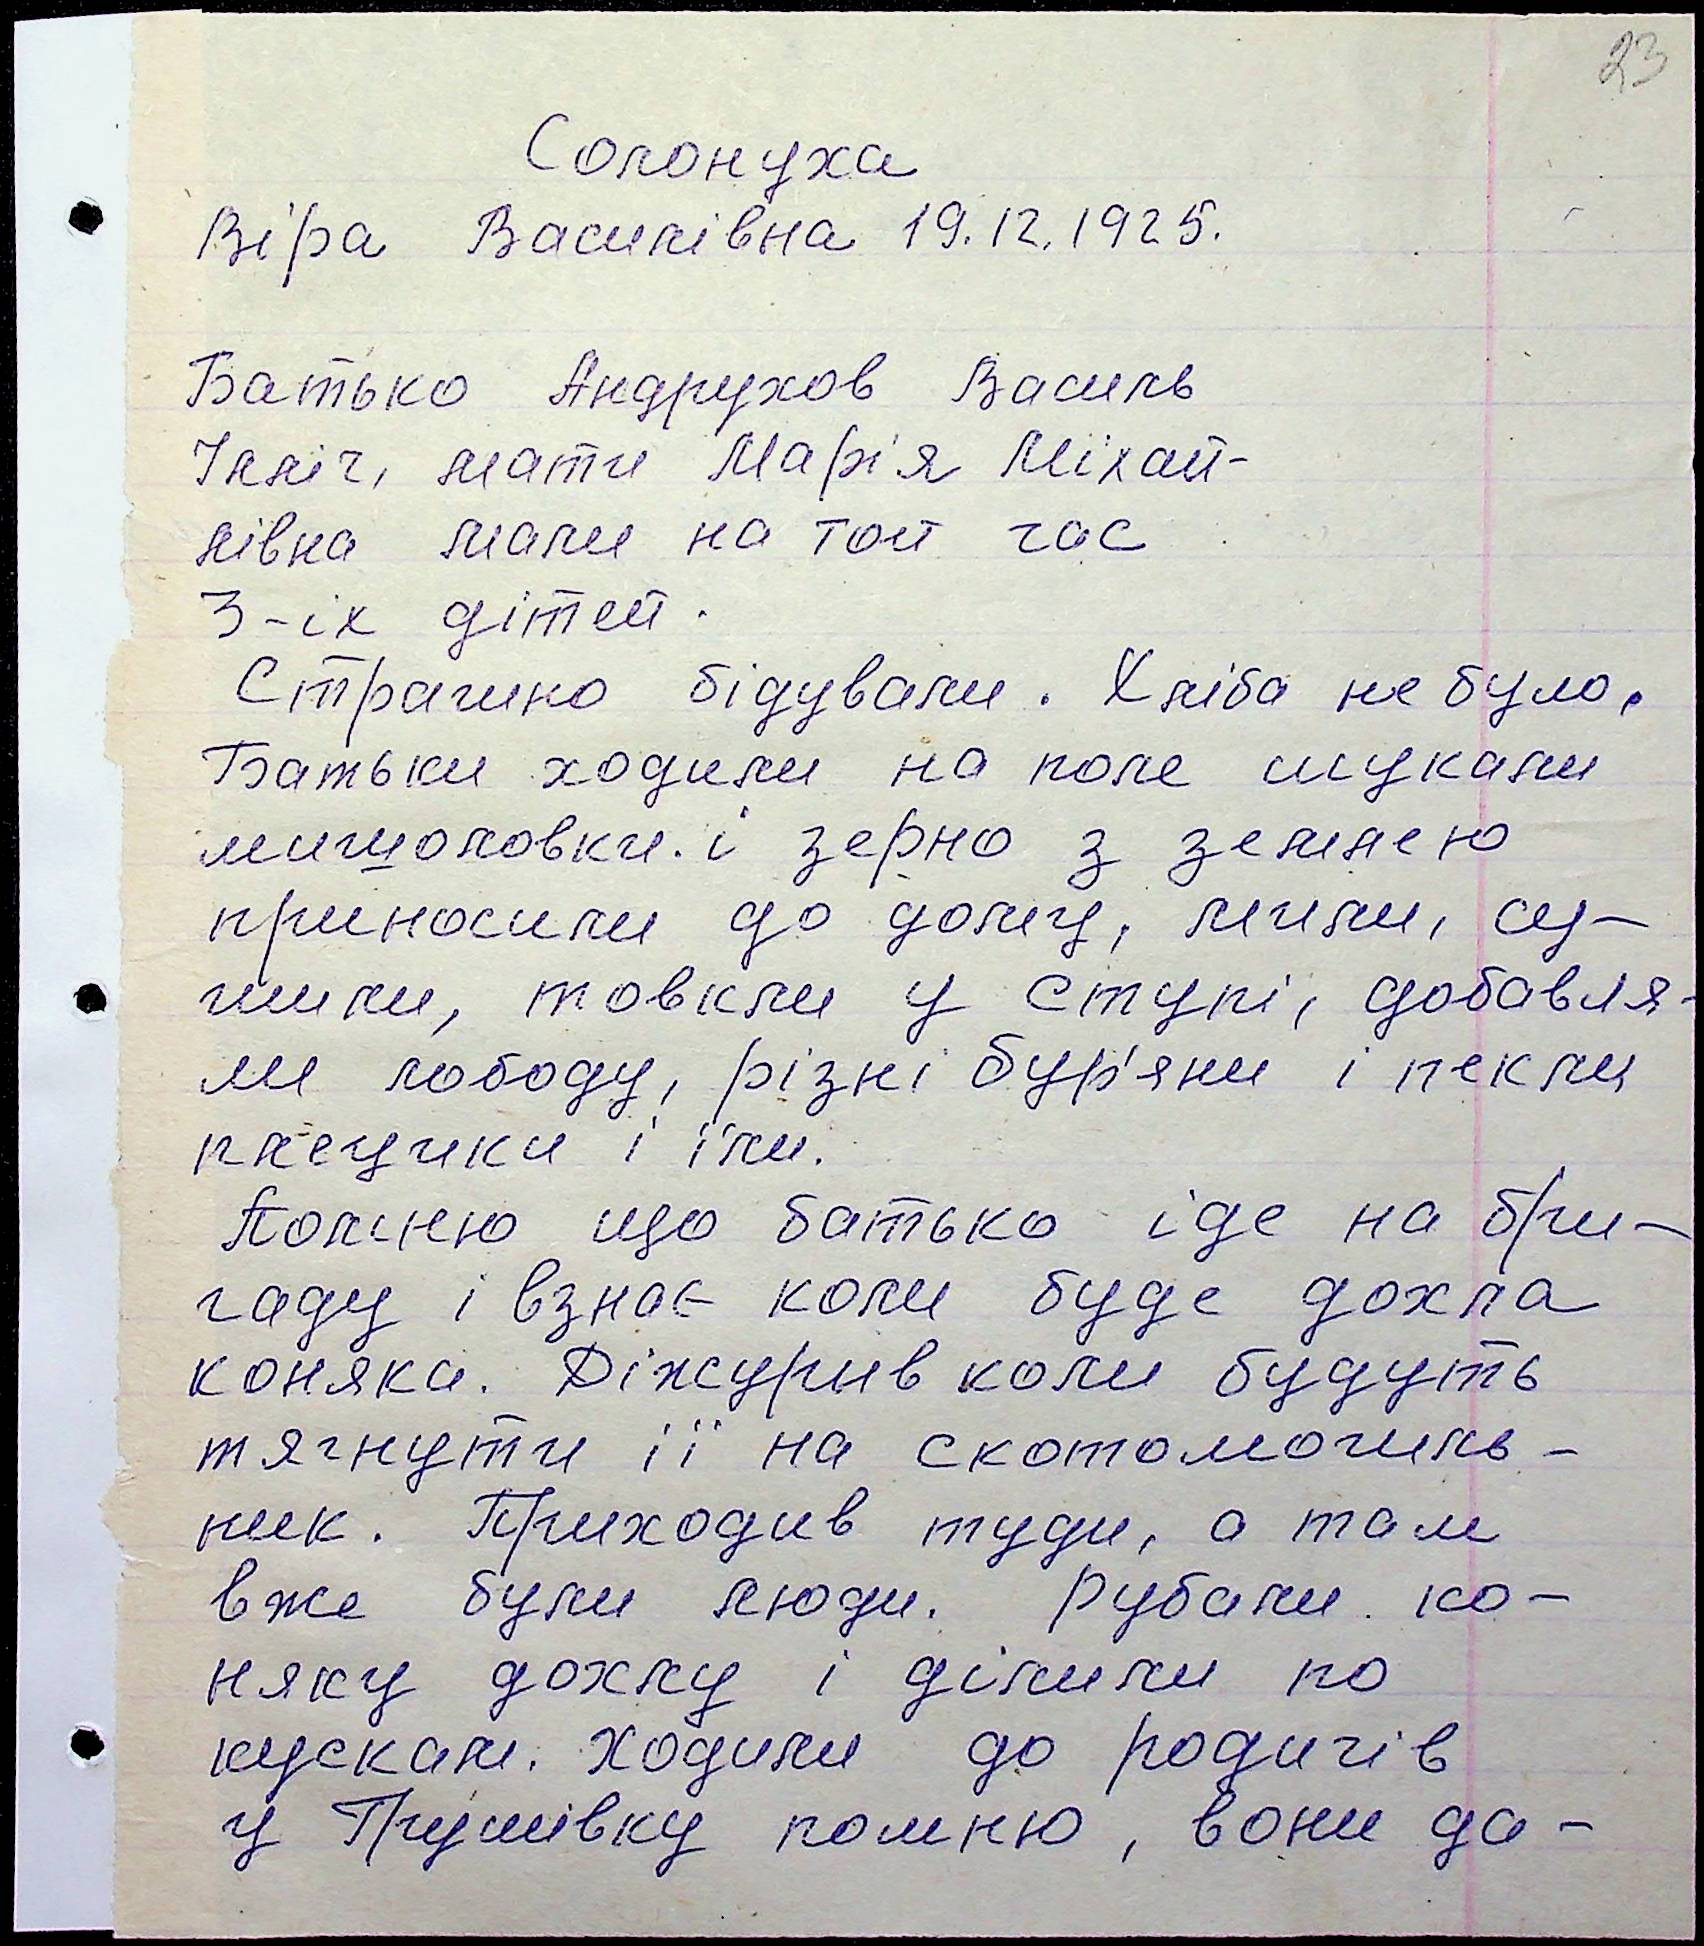 23
Солонуха
Віра Василівна 19.12.1925.
Батько Андрухов Василь
Ілліч, мати Марія Міхай-
лівна мали на той час
3-іх дітей.
Страшно бідували. Хліба не було.
Батьки ходили на поле шукали
мишоловки і зерно з землею
приносили до дому, мили, су-
шили, товкли у ступі, добавля-
ли лободу, різні бур'яни і пекли
плецики і їли.
Помню що батько іде на бри-
гаду і взнає коли буде дохла
коняка. Діжурив коли будуть
тягнути її на скотомогиль-
ник. Приходив туди, а там
вже були люди. Рубали ко-
няку дохлу і ділили по
кускам. Ходили до родичів
у помню, вони да-